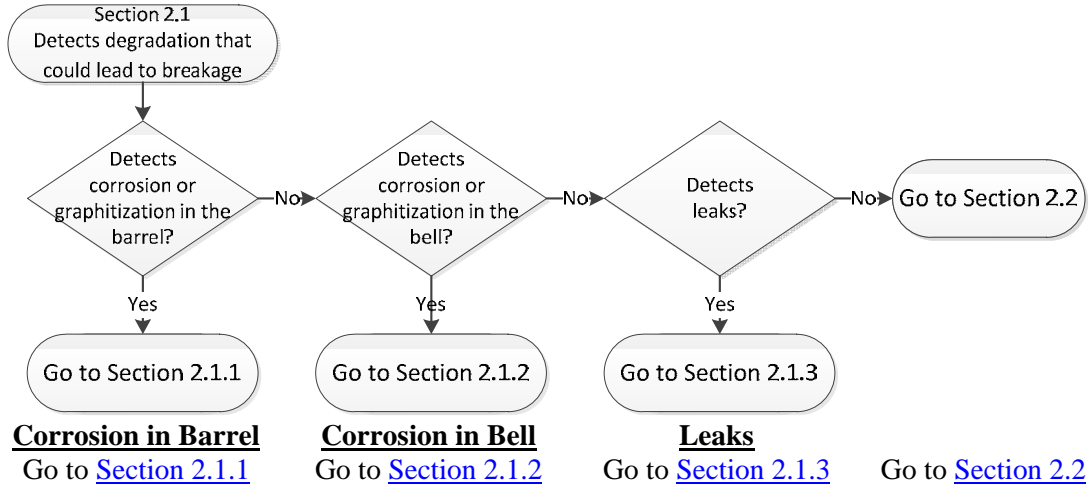 Section 2.1
Detects degradation that
could lead to breakage
Detects
corrosion or
graphitization in the
barrel?
No
Detects
corrosion or
graphitization in the
bell?
No
Detects
leaks?
No
Go to Section 2.2
Yes
Yes
Yes
Go to Section 2.1.1
Go to Section 2.1.2
Go to Section 2.1.3
Corrosion in Barrel
Corrosion in Bell
Leaks
Go to Section 2.1.1
Go to Section 2.1.2
Go to Section 2.1.3
Go to Section 2.2